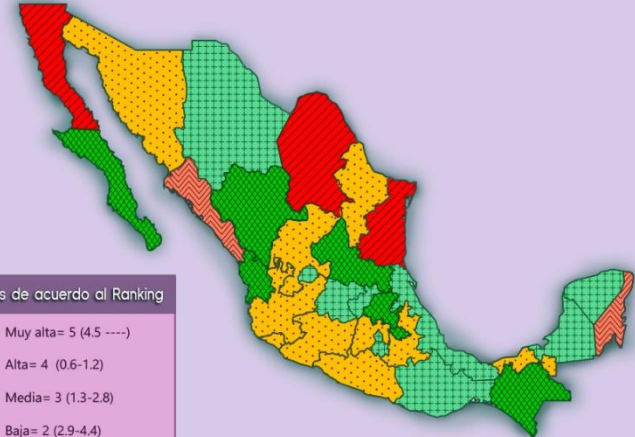 s de acuerdo al Ranking
Muy alta= 5 (4.5 ----)
Alta= 4 (0.6-1.2)
Media= 3 (1.3-2.8)
Baja= 2 (2.9-4.4)